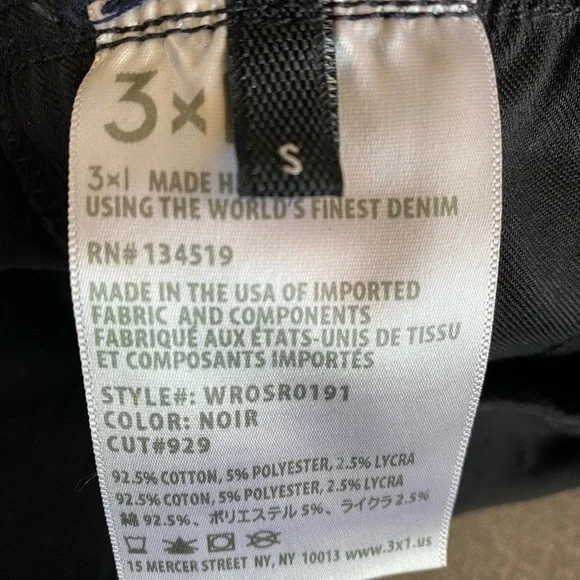 3×
S
3×1 MADE H
USING THE WORLD'S FINEST DENIM
RN# 134519
MADE IN THE USA OF IMPORTED
FABRIC AND COMPONENTS
FABRIQUÉ AUX ÉTATS-UNIS DE TISSU
ET COMPOSANTS IMPORTÉS
STYLE#: WROSR0191
COLOR: NOIR
CUT#929
92.5% COTTON, 5% POLYESTER, 2.5% LYCRA
92.5% COTON, 5% POLYESTER, 2.5% LYCRA
綿 92.5%、ポリエステル 5%、ライクラ 2.5%
15 MERCER STREET NY, NY 10013 www.3x1.us